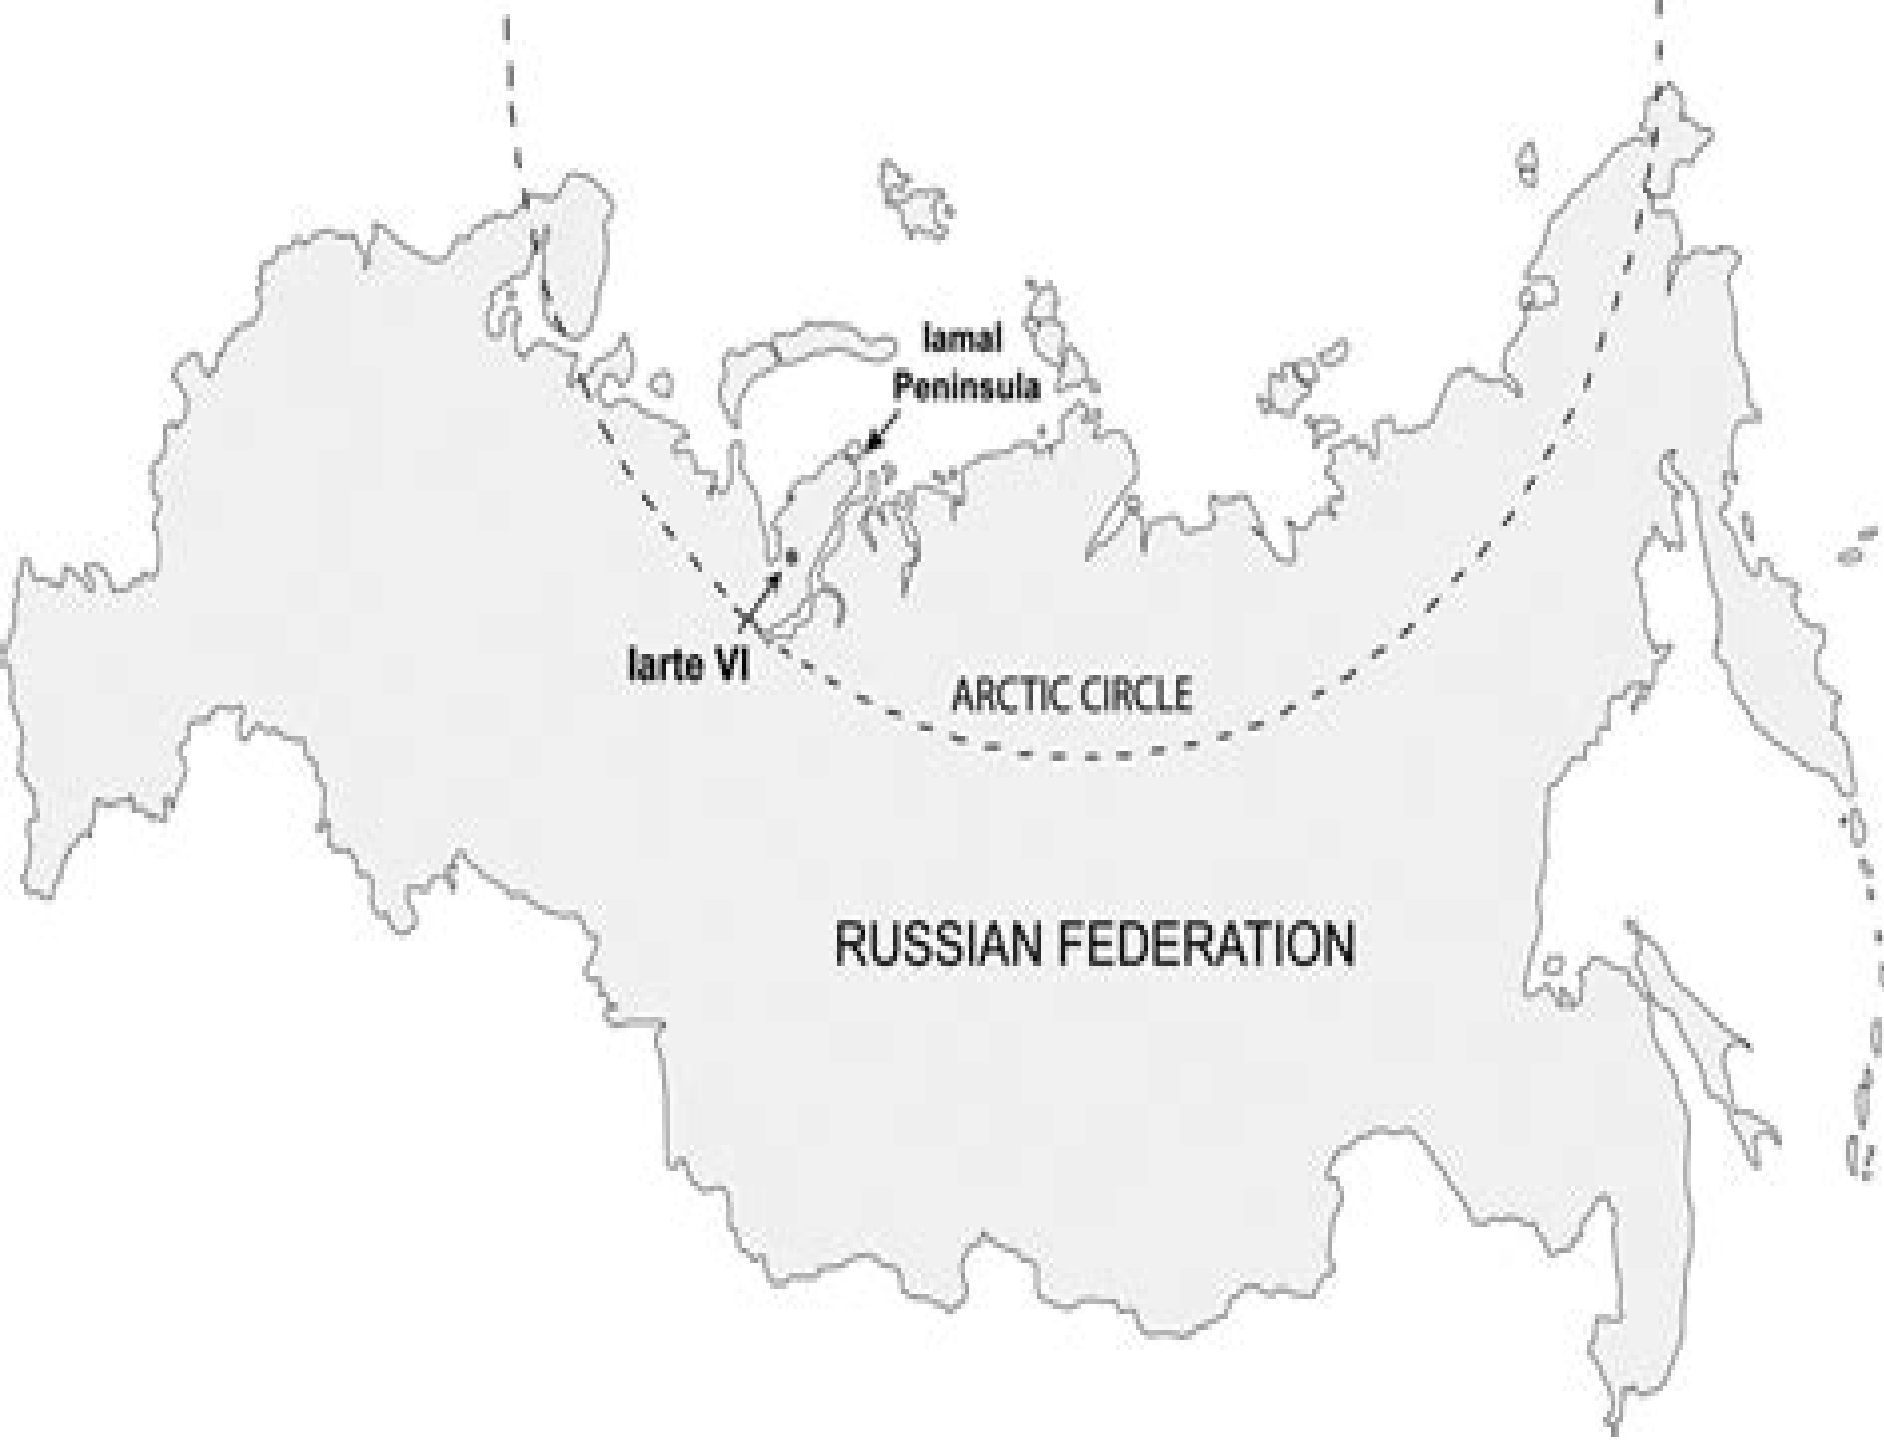 Iamal
Peninsula
Iarte VI
ARCTIC CIRCLE
RUSSIAN FEDERATION